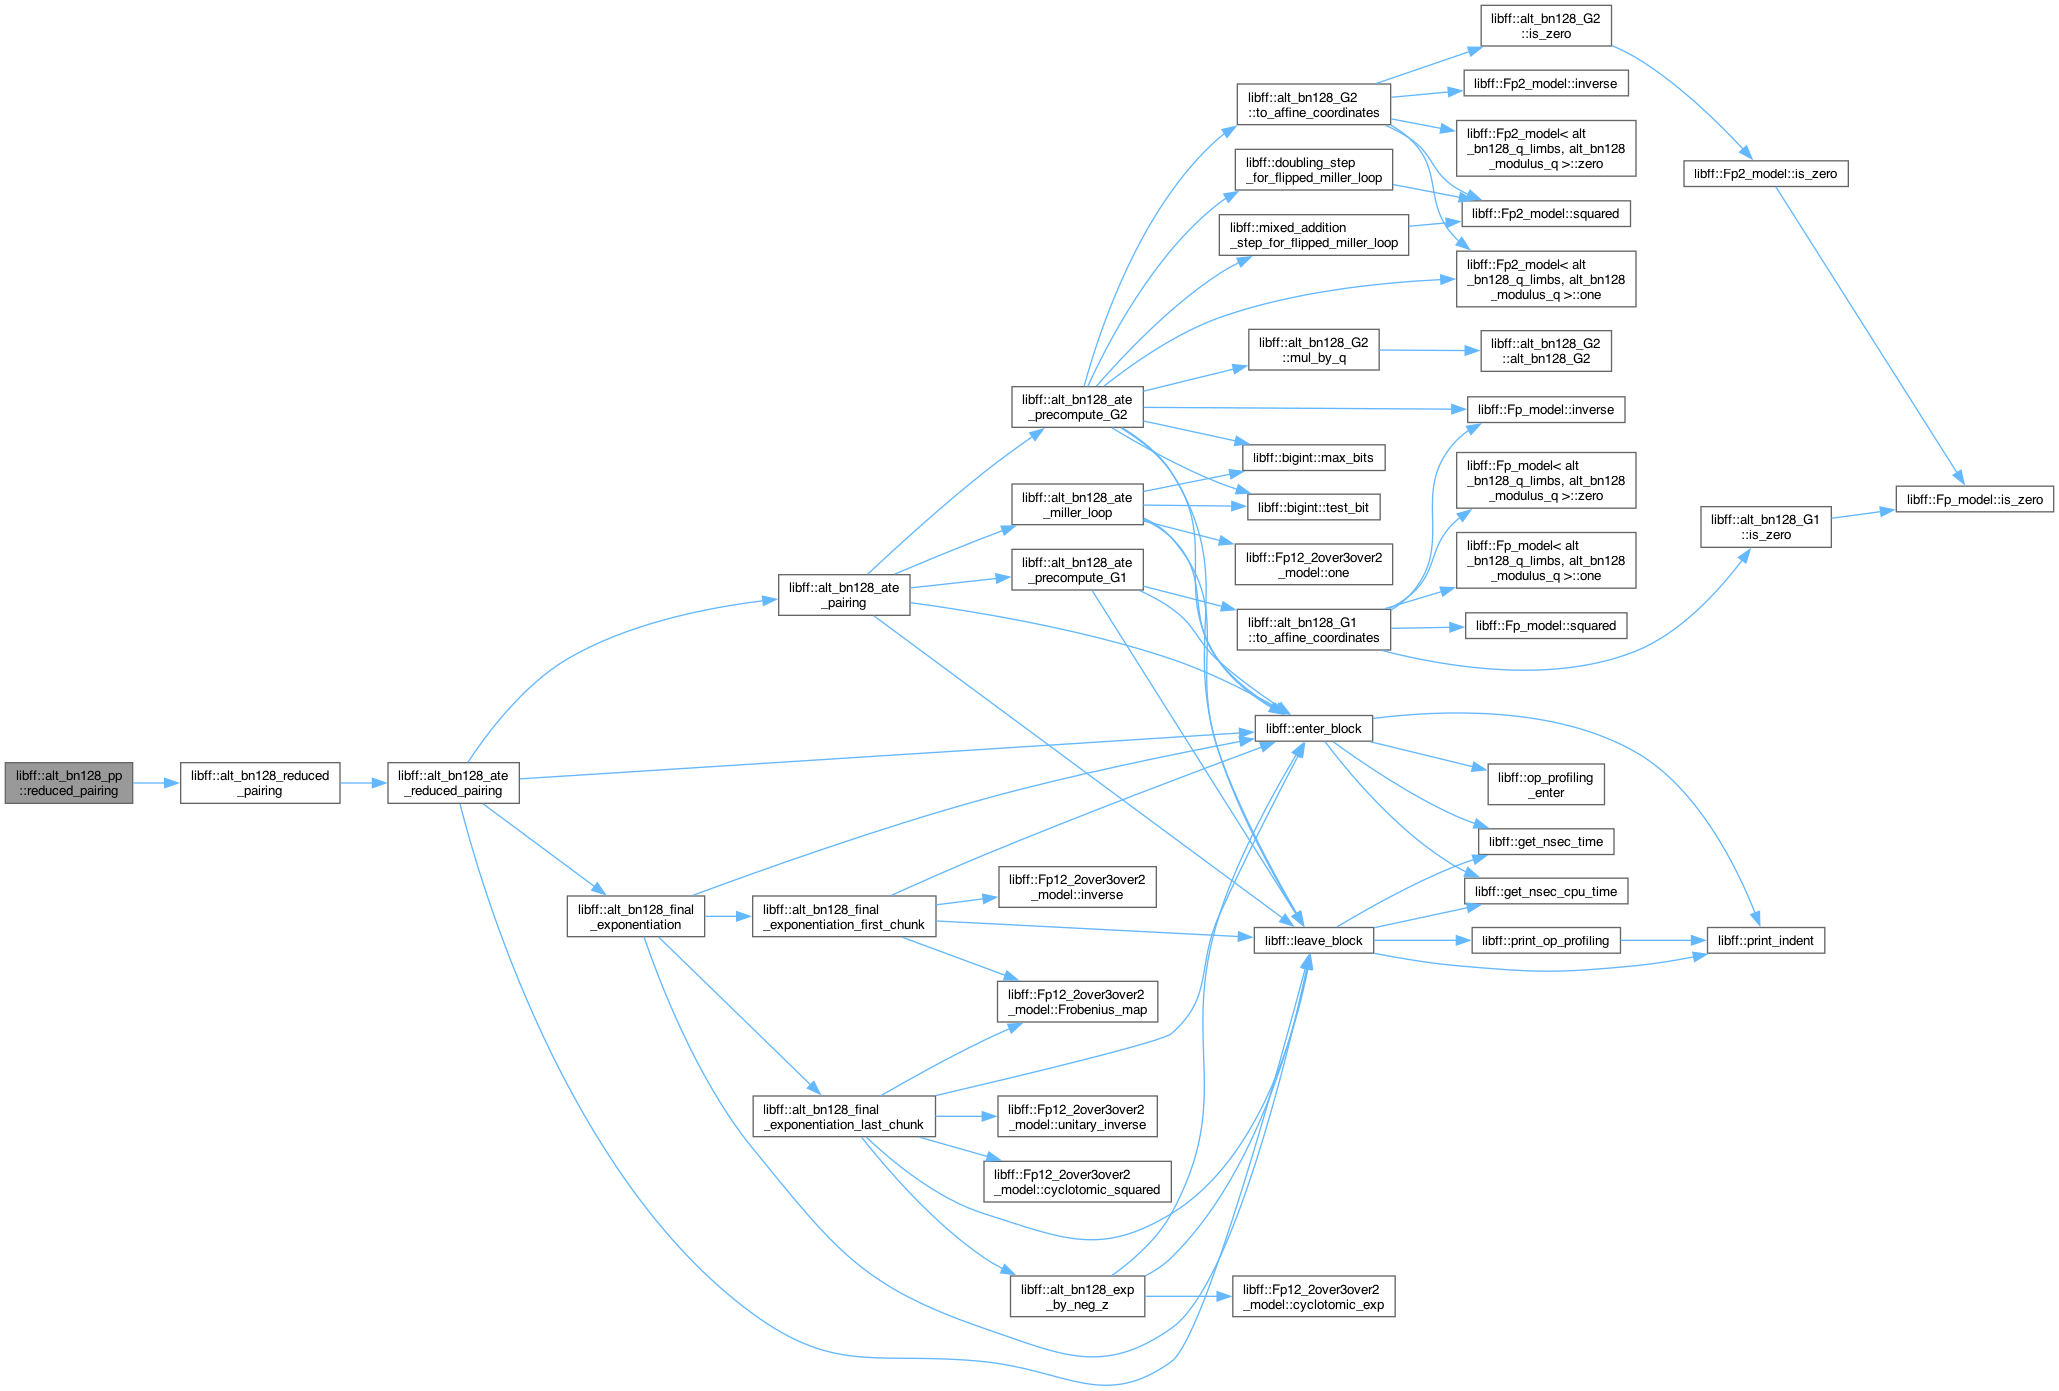 libff::alt_bn128_pp
::reduced_pairing
libff::alt_bn128_reduced
_pairing
libff::alt_bn128_ate
_reduced_pairing
libff::alt_bn128_final
_exponentiation
libff::alt_bn128_ate
_pairing
libff::alt_bn128_final
_exponentiation_first_chunk
libff::alt_bn128_final
_exponentiation_last_chunk
libff::alt_bn128_ate
_precompute_G2
libff::alt_bn128_ate
_miller_loop
libff::alt_bn128_ate
_precompute_G1
libff::Fp12_2over3over2
_model::inverse
libff::Fp12_2over3over2
_model::Frobenius_map
libff::Fp12_2over3over2
_model::unitary_inverse
libff::Fp12_2over3over2
_model::cyclotomic_squared
libff::alt_bn128_exp
_by_neg_z
libff::alt_bn128_G2
::to_affine_coordinates
libff::doubling_step
_for_flipped_miller_loop
libff::mixed_addition
_step_for_flipped_miller_loop
libff::alt_bn128_G2
::mul_by_q
libff::bigint::max_bits
libff::bigint::test_bit
libff::Fp12_2over3over2
_model::one
libff::alt_bn128_G1
::to_affine_coordinates
libff::enter_block
libff::leave_block
libff::Fp12_2over3over2
_model::cyclotomic_exp
libff::alt_bn128_G2
::is_zero
libff::Fp2_model::inverse
libff::Fp2_model< alt
_bn128_q_limbs, alt_bn128
_modulus_q >::zero
libff::Fp2_model::squared
libff::Fp2_model< alt
_bn128_q_limbs, alt_bn128
_modulus_q >::one
libff::alt_bn128_G2
::alt_bn128_G2
libff::Fp_model::inverse
libff::Fp_model< alt
_bn128_q_limbs, alt_bn128
_modulus_q >::zero
libff::Fp_model< alt
_bn128_q_limbs, alt_bn128
_modulus_q >::one
libff::Fp_model::squared
libff::op_profiling
_enter
libff::get_nsec_time
libff::get_nsec_cpu_time
libff::print_op_profiling
libff::Fp2_model::is_zero
libff::alt_bn128_G1
::is_zero
libff::print_indent
libff::Fp_model::is_zero